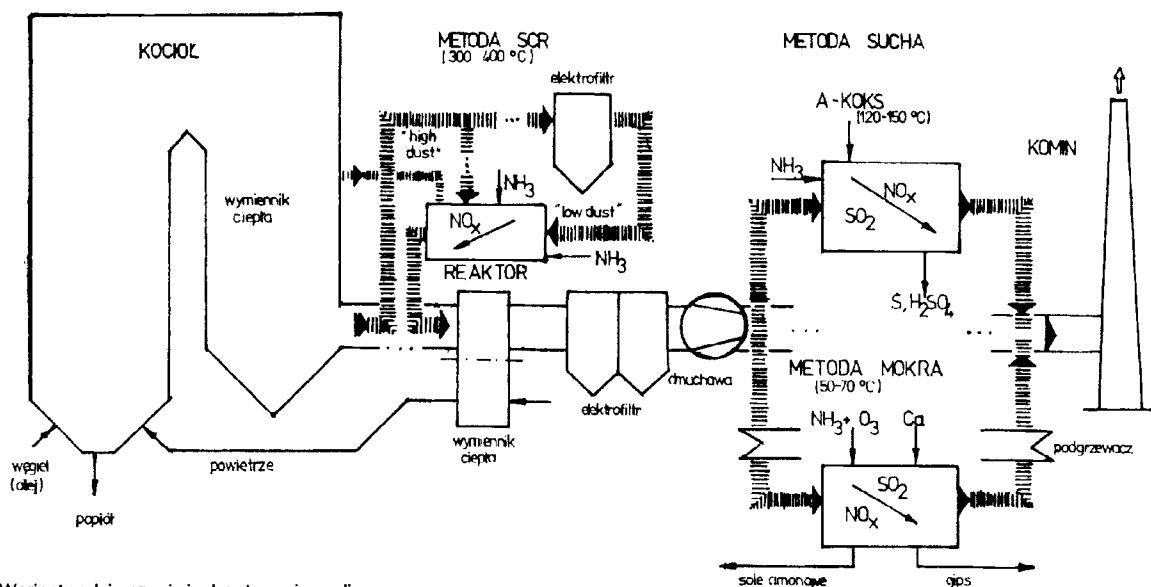 KOCIOŁ
METODA SCR
(300 400 °C)
elektrofiltr
METODA SUCHA
A-KOKS
(120-150 °C)
KOMIN
"high
dust"
NH3
NH3
NOx
SO2
wymiennik
ciepła
NOx
"low dust"
NH3
REAKTOR
S, H2SO4
... ... ...
dmuchawa
METODA MOKRA
(50-70 °C)
elektrofiltr
wymiennik
ciepła
NH3+ O3
Ca
podgrzewacz
węgiel
(olej)
powietrze
SO2
NOx
popiół
sole amonowe
gips